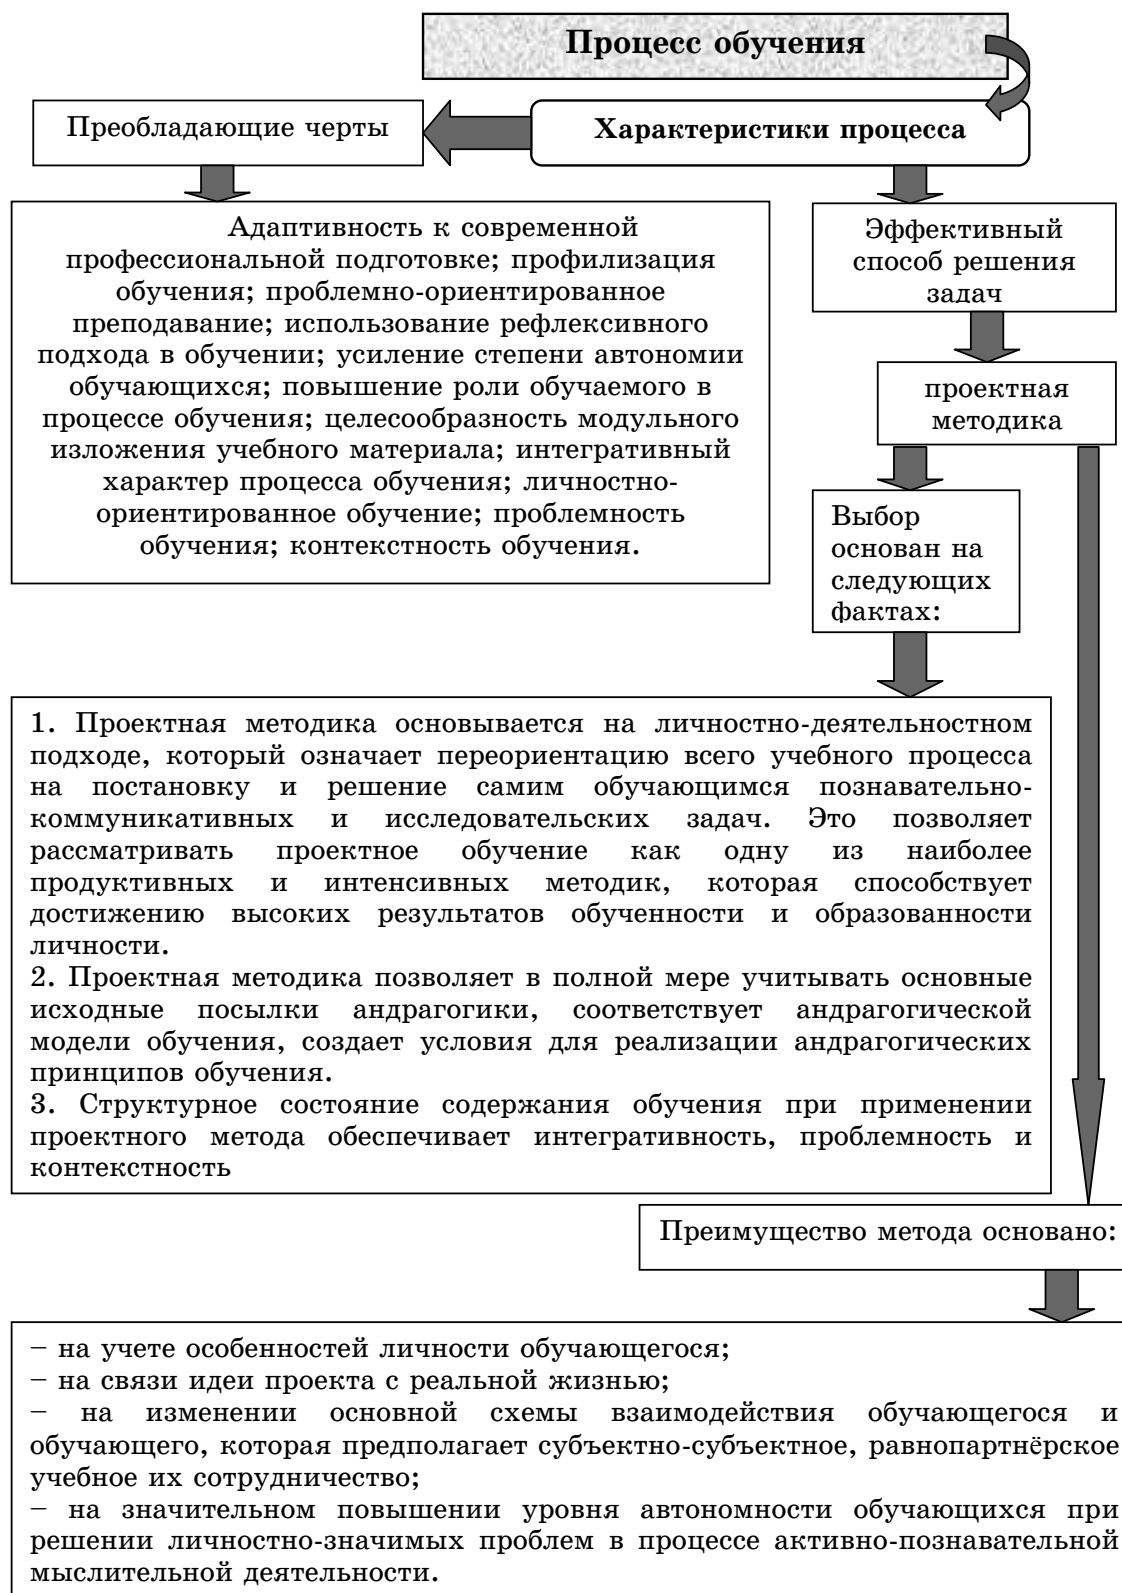 Процесс обучения
Преобладающие черты
Характеристики процесса
Адаптивность к современной
профессиональной подготовке; профилизация
обучения; проблемно-ориентированное
преподавание; использование рефлексивного
подхода в обучении; усиление степени автономии
обучающихся; повышение роли обучаемого в
процессе обучения; целесообразность модульного
изложения учебного материала; интегративный
характер процесса обучения; личностно-
ориентированное обучение; проблемность
обучения; контекстность обучения.
Эффективный
способ решения
задач
проектная
методика
Выбор
основан на
следующих
фактах:
1. Проектная методика основывается на личностно-деятельностном
подходе, который означает переориентацию всего учебного процесса
на постановку и решение самим обучающимся познавательно-
коммуникативных и исследовательских задач. Это позволяет
рассматривать проектное обучение как одну из наиболее
продуктивных и интенсивных методик, которая способствует
достижению высоких результатов обученности и образованности
личности.
2. Проектная методика позволяет в полной мере учитывать основные
исходные посылки андрагогики, соответствует андрагогической
модели обучения, создает условия для реализации андрагогических
принципов обучения.
3. Структурное состояние содержания обучения при применении
проектного метода обеспечивает интегративность, проблемность и
контекстность
Преимущество метода основано:
– на учете особенностей личности обучающегося;
– на связи идеи проекта с реальной жизнью;
– на изменении основной схемы взаимодействия обучающегося и
обучающего, которая предполагает субъектно-субъектное, равнопартнёрское
учебное их сотрудничество;
– на значительном повышении уровня автономности обучающихся при
решении личностно-значимых проблем в процессе активно-познавательной
мыслительной деятельности.